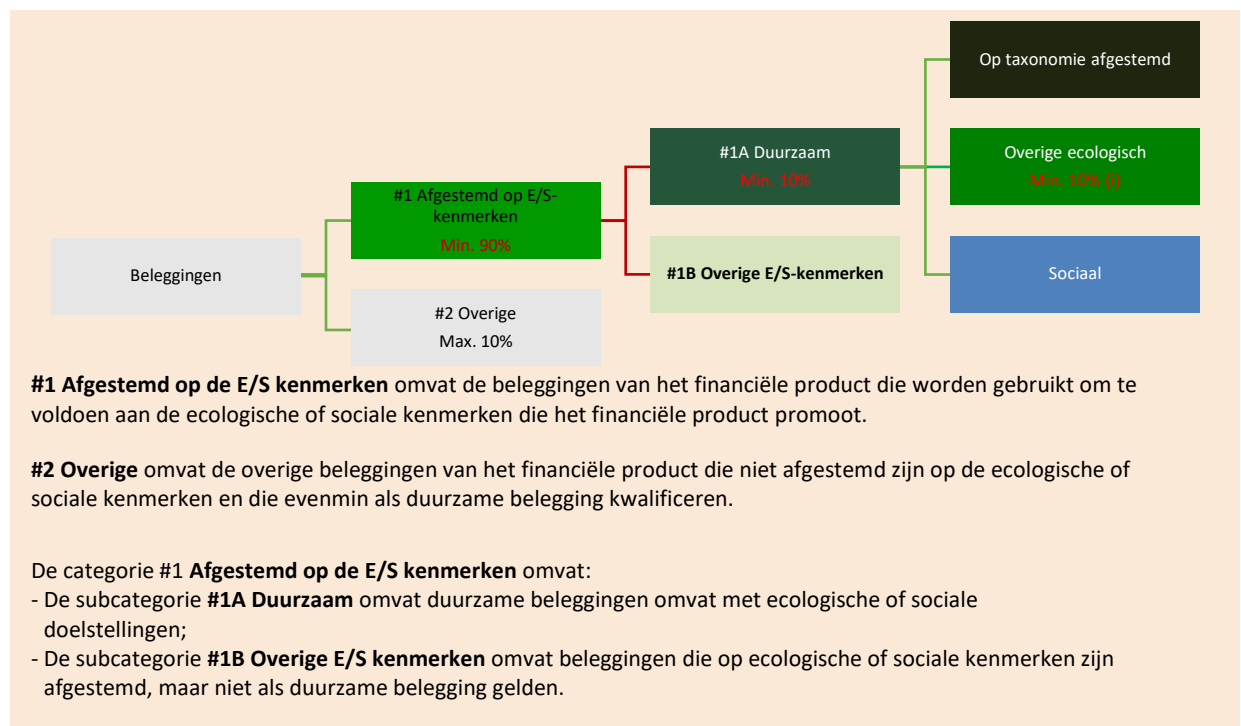 Beleggingen
#1 Afgestemd op E/S-
kenmerken
Min. 90%
#2 Overige
Max. 10%
#1A Duurzaam
Min. 10%
#1B Overige E/S-kenmerken
Op taxonomie afgestemd
Overige ecologisch
Min. 10% (i)
Sociaal
#1 Afgestemd op de E/S kenmerken omvat de beleggingen van het financiële product die worden gebruikt om te
voldoen aan de ecologische of sociale kenmerken die het financiële product promoot.
#2 Overige omvat de overige beleggingen van het financiële product die niet afgestemd zijn op de ecologische of
sociale kenmerken en die evenmin als duurzame belegging kwalificeren.
De categorie #1 Afgestemd op de E/S kenmerken omvat:
- De subcategorie #1A Duurzaam omvat duurzame beleggingen omvat met ecologische of sociale
doelstellingen;
- De subcategorie #1B Overige E/S kenmerken omvat beleggingen die op ecologische of sociale kenmerken zijn
afgestemd, maar niet als duurzame belegging gelden.